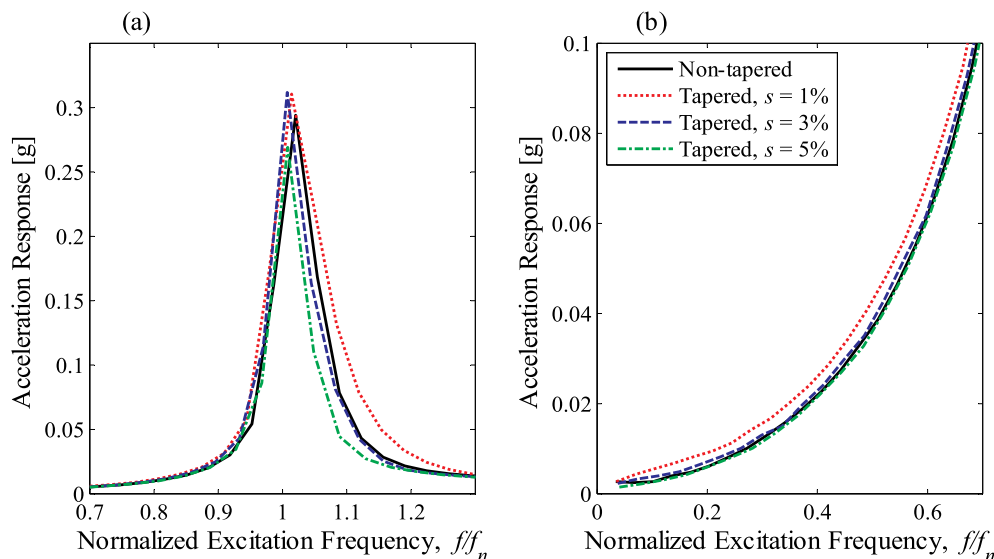 (a)
(b)
Acceleration Response [g]
0.3
0.25
0.2
0.15
0.1
0.05
0
0.7
0.8
0.9
1
1.1
1.2
Normalized Excitation Frequency, f/fn
Acceleration Response [g]
0.1
0.08
0.06
0.04
0.02
0
0
0.2
0.4
0.6
Normalized Excitation Frequency, f/fn
Non-tapered
Tapered, s = 1%
Tapered, s = 3%
Tapered, s = 5%